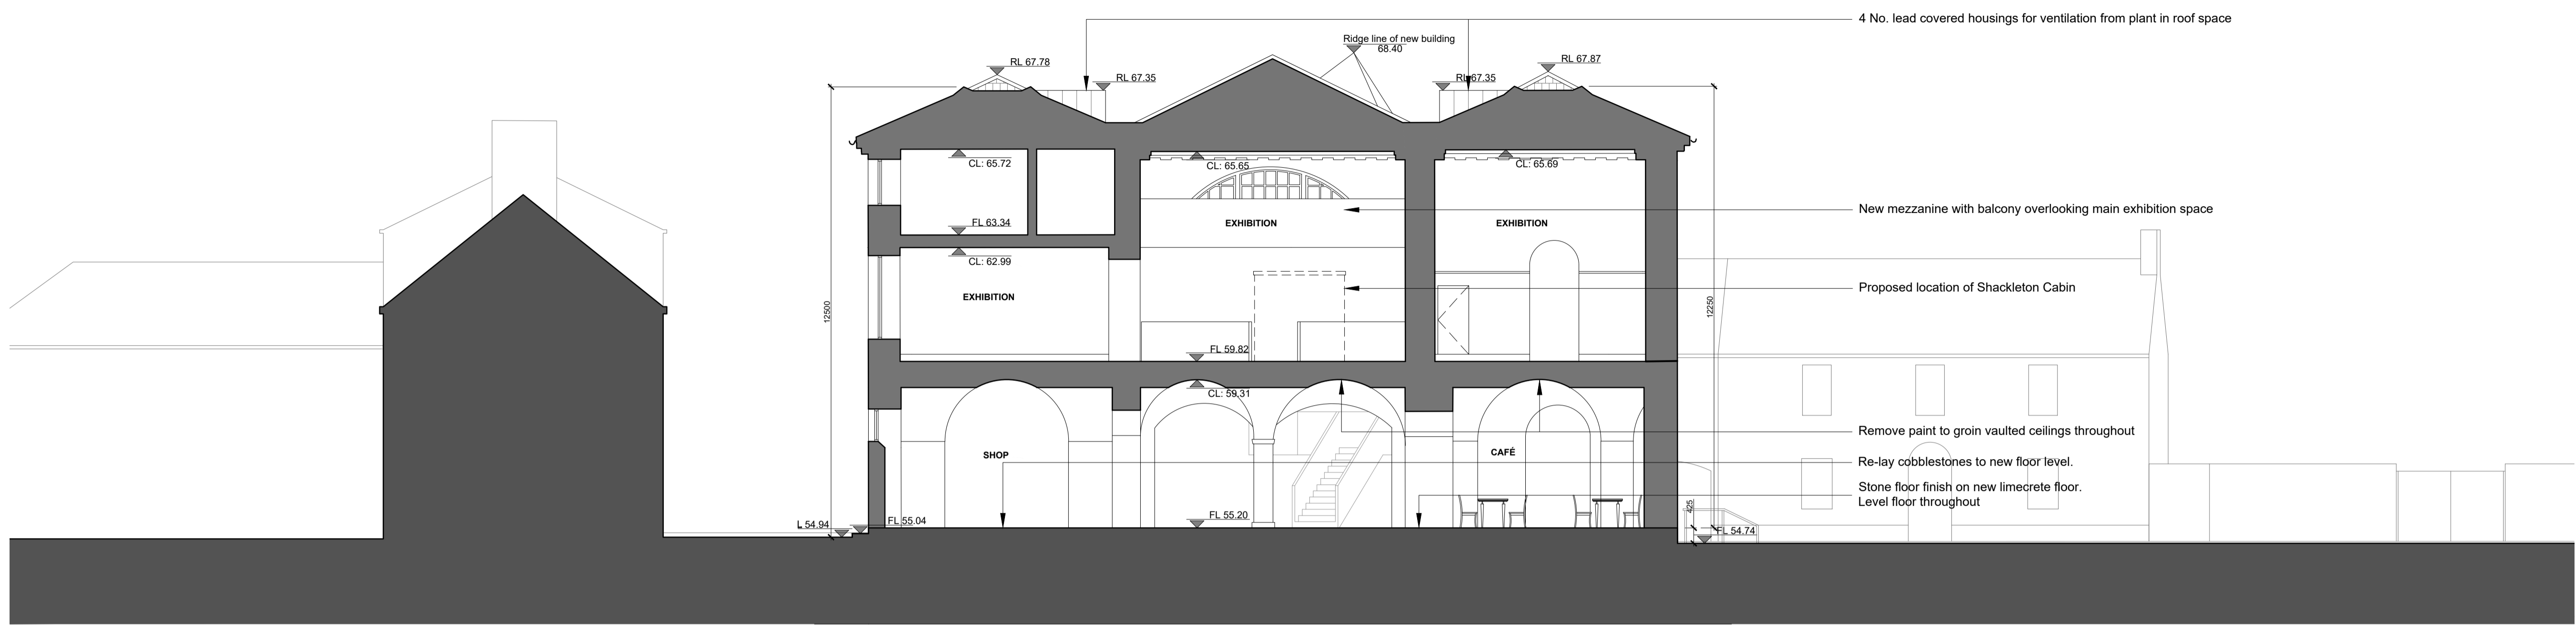 4 No. lead covered housings for ventilation from plant in roof space
Ridge line of new building
68.40
RL 67.78
RL 67.35
RL 67.35
RL 67.87
CL: 65.72
CL: 65.65
CL: 65.69
New mezzanine with balcony overlooking main exhibition space
FL 63.34
EXHIBITION
EXHIBITION
CL: 62.99
Proposed location of Shackleton Cabin
EXHIBITION
12500
12250
FL 59.82
CL: 59.31
Remove paint to groin vaulted ceilings throughout
SHOP
CAFÉ
Re-lay cobblestones to new floor level.
Stone floor finish on new limecrete floor.
Level floor throughout
425
L 54.94
FL 55.04
FL 55.20
FL 54.74